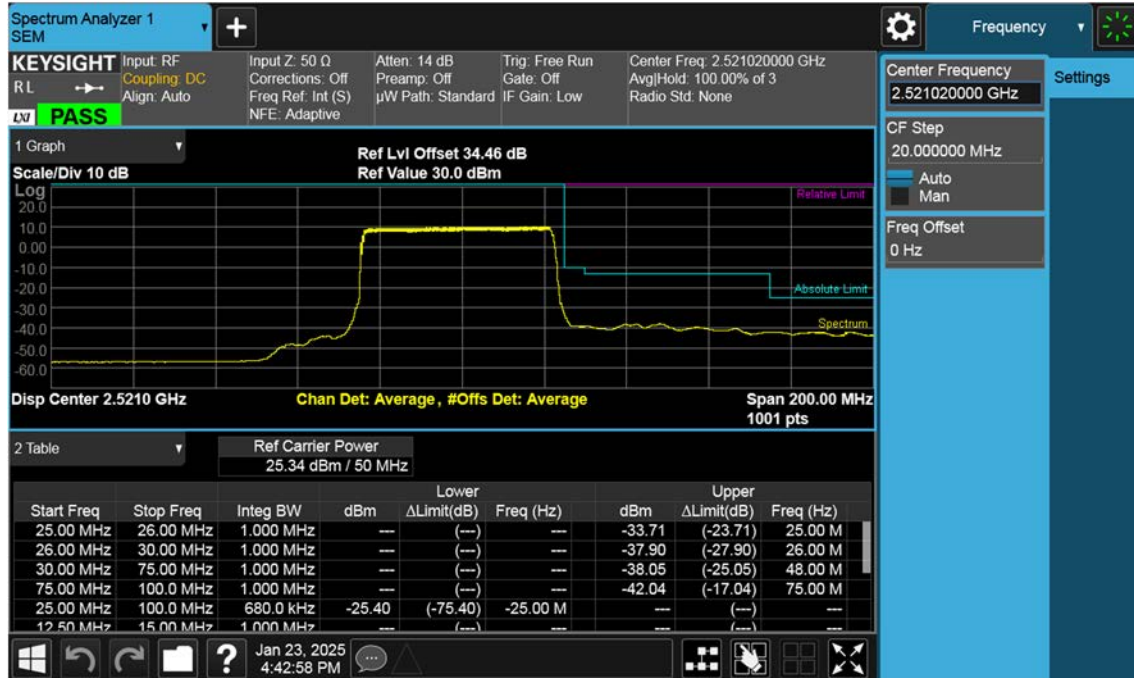 Spectrum Analyzer 1
SEM
Frequency
KEYSIGHT
R L
LXI PASS
Input: RF
Coupling: DC
Align: Auto
Input Z: 50 Ω
Corrections: Off
Freq Ref: Int (S)
NFE: Adaptive
Atten: 14 dB
Preamp: Off
µW Path: Standard
Trig: Free Run
Gate: Off
IF Gain: Low
Center Freq: 2.521020000 GHz
Avg|Hold: 100.00% of 3
Radio Std: None
Center Frequency
2.521020000 GHz
Settings
CF Step
20.000000 MHz
Auto
Man
Freq Offset
0 Hz
1 Graph
Scale/Div 10 dB
Ref Lvl Offset 34.46 dB
Ref Value 30.0 dBm
Log
20.0
10.0
0.00
-10.0
-20.0
-30.0
-40.0
-50.0
-60.0
Relative Limit
Absolute Limit
Spectrum
Disp Center 2.5210 GHz
Chan Det: Average, #Offs Det: Average
Span 200.00 MHz
1001 pts
2 Table
Ref Carrier Power
25.34 dBm / 50 MHz
Lower Upper
Start Freq Stop Freq Integ BW dBm ΔLimit(dB) Freq (Hz) dBm ΔLimit(dB) Freq (Hz)
25.00 MHz 26.00 MHz 1.000 MHz --- (---) --- -33.71 (-23.71) 25.00 M
26.00 MHz 30.00 MHz 1.000 MHz --- (---) --- -37.90 (-27.90) 26.00 M
30.00 MHz 75.00 MHz 1.000 MHz --- (---) --- -38.05 (-25.05) 48.00 M
75.00 MHz 100.0 MHz 1.000 MHz --- (---) --- -42.04 (-17.04) 75.00 M
25.00 MHz 100.0 MHz 680.0 kHz -25.40 (-75.40) -25.00 M --- (---) ---
12.50 MHz 15.00 MHz 1.000 MHz --- (---) --- --- (---) ---
?
Jan 23, 2025
4:42:58 PM